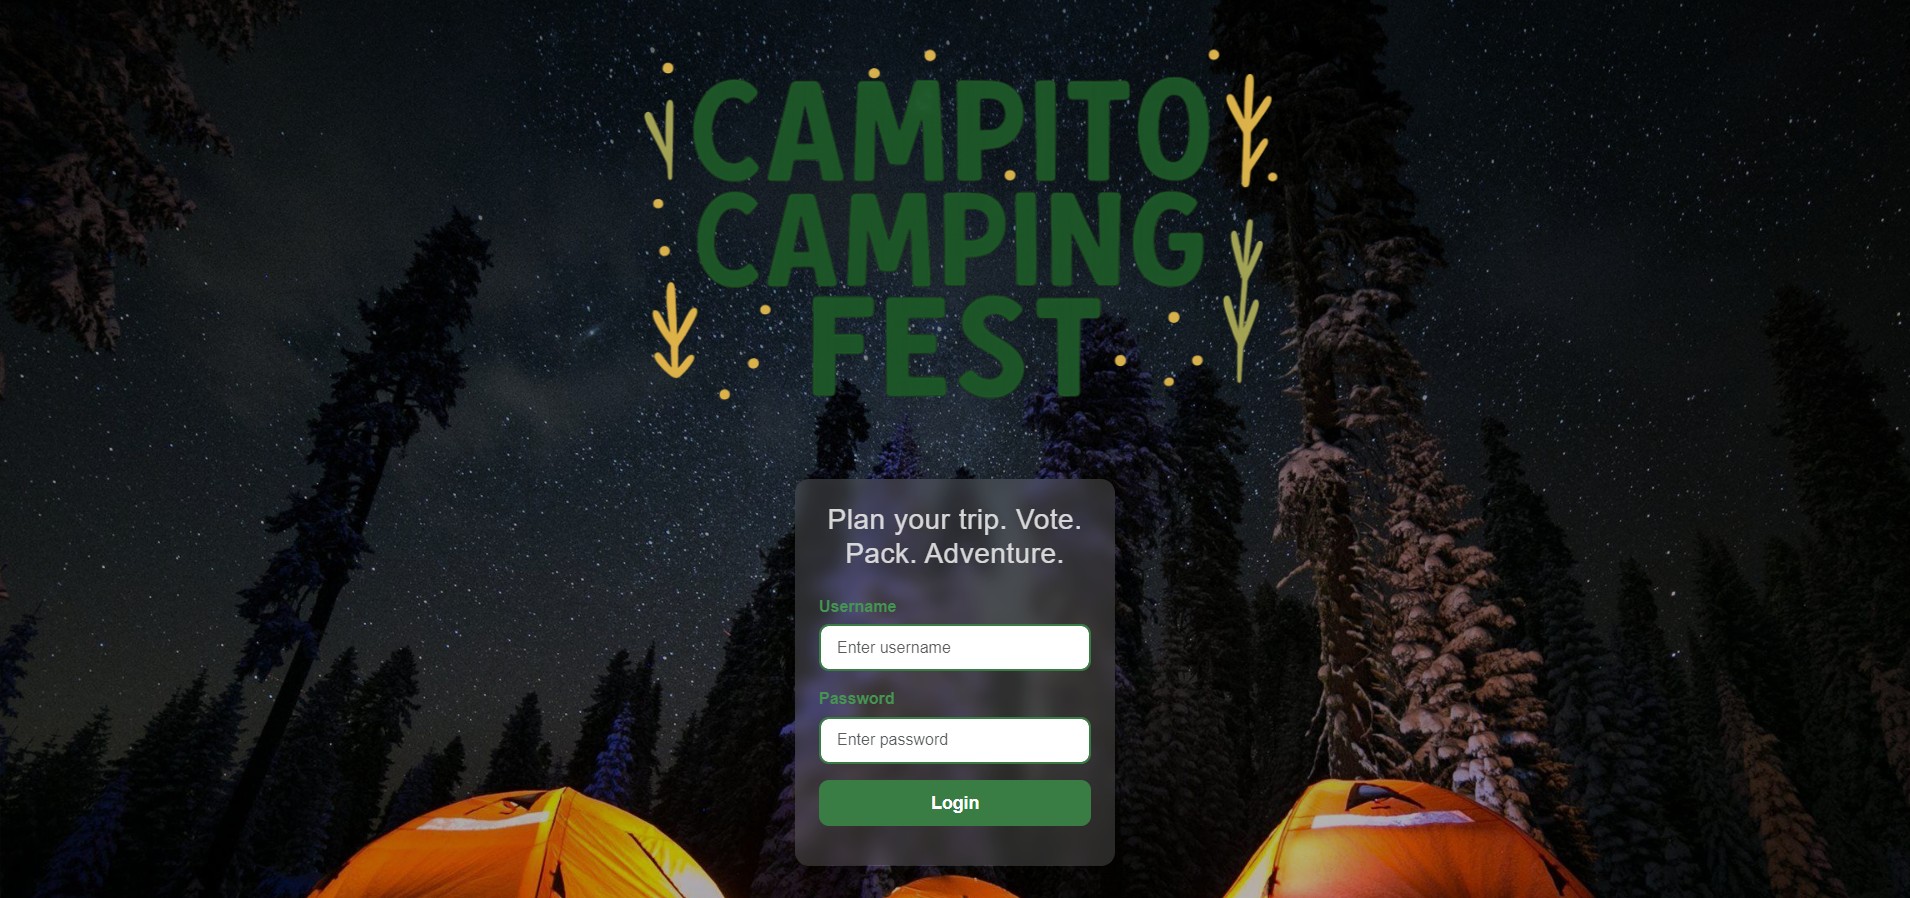 CAMPITO
CAMPING
FEST
Plan your trip. Vote.
Pack. Adventure.
Username
Enter username
Password
Enter password
Login